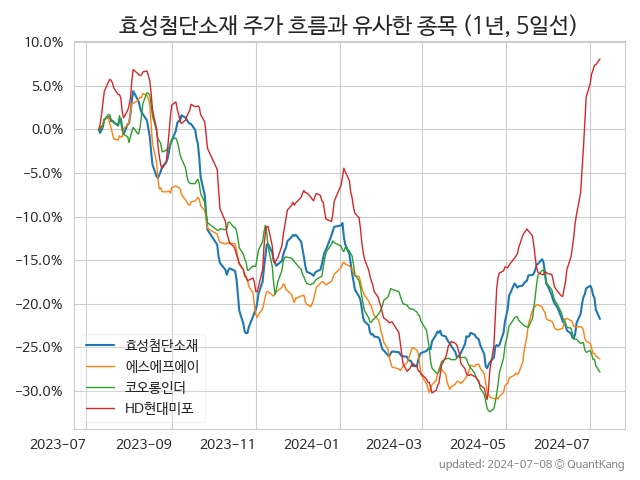 효성첨단소재 주가 흐름과 유사한 종목 (1년, 5일선)
10.0%
5.0%
0.0%
−5.0%
−10.0%
−15.0%
−20.0%
−25.0%
−30.0%
효성첨단소재
에스에프에이
코오롱인더
HD현대미포
2023-07 2023-09 2023-11 2024-01 2024-03 2024-05 2024-07
updated: 2024-07-08 © QuantKang